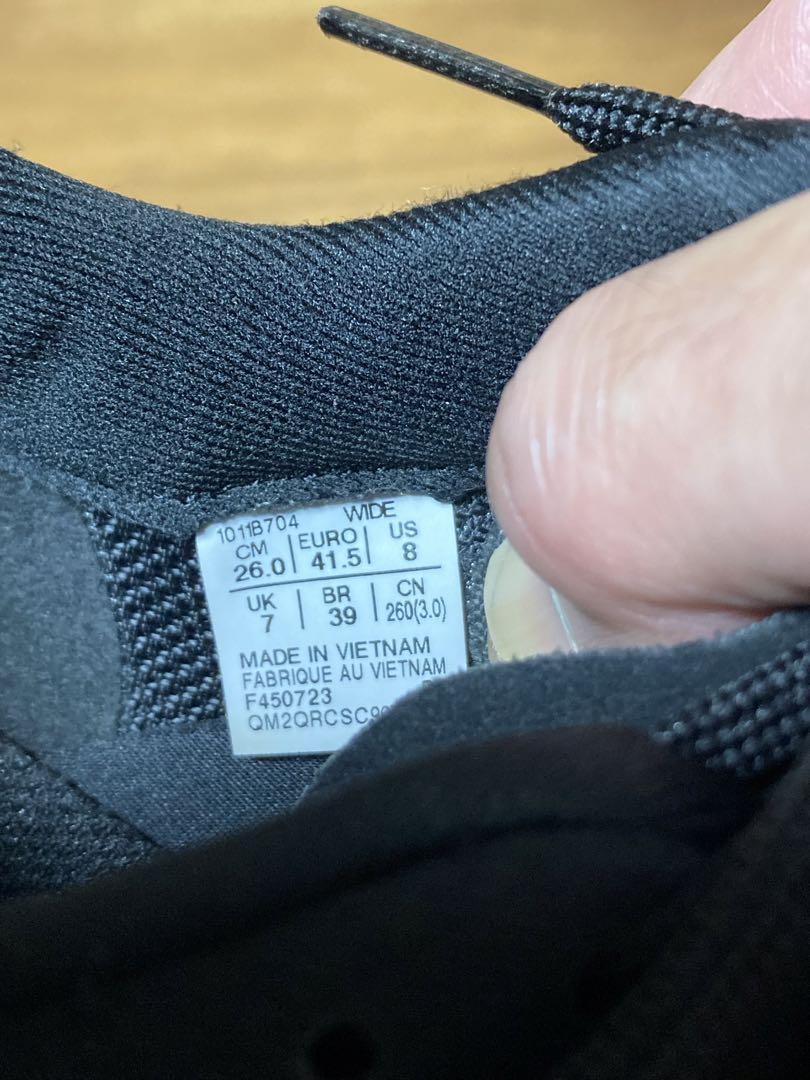 1011B704 WIDE
CM | EURO | US
26.0 | 41.5 | 8
UK | BR | CN
7 | 39 | 260(3.0)
MADE IN VIETNAM
FABRIQUE AU VIETNAM
F450723